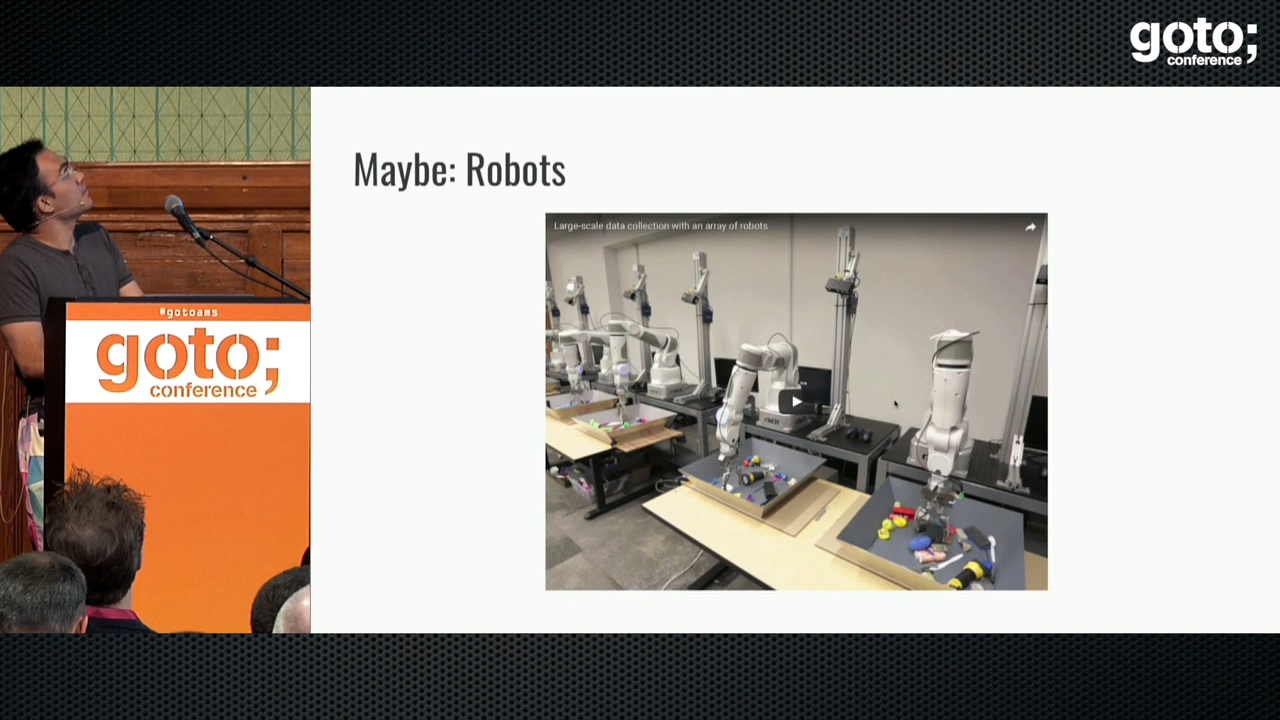 goto;
conference
Maybe: Robots
Large-scale data collection with an array of robots
#gotoams
goto;
conference